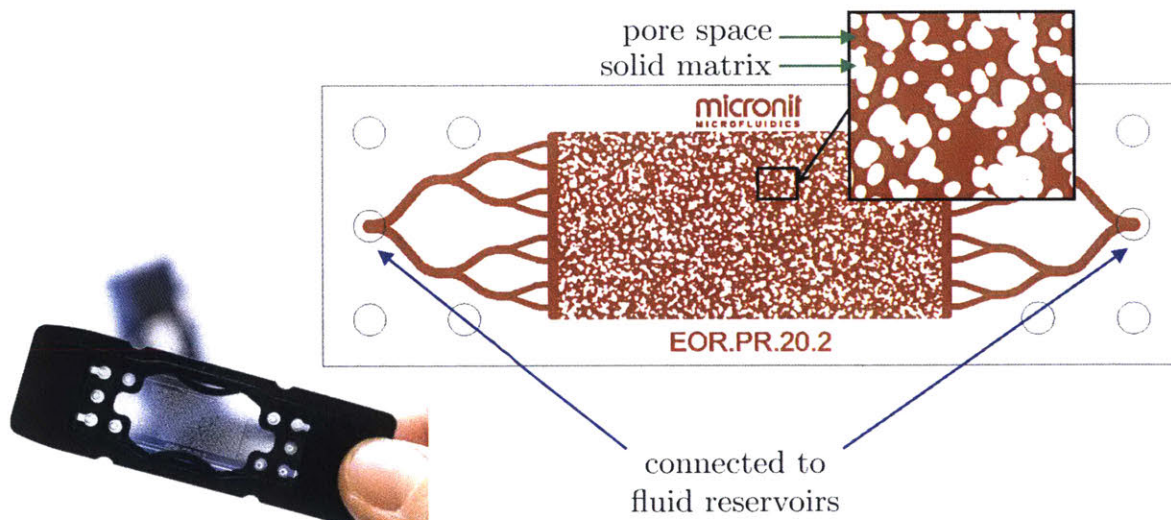 pore space
solid matrix
micronit
MICROFLUIDICS
EOR.PR.20.2
connected to
fluid reservoirs